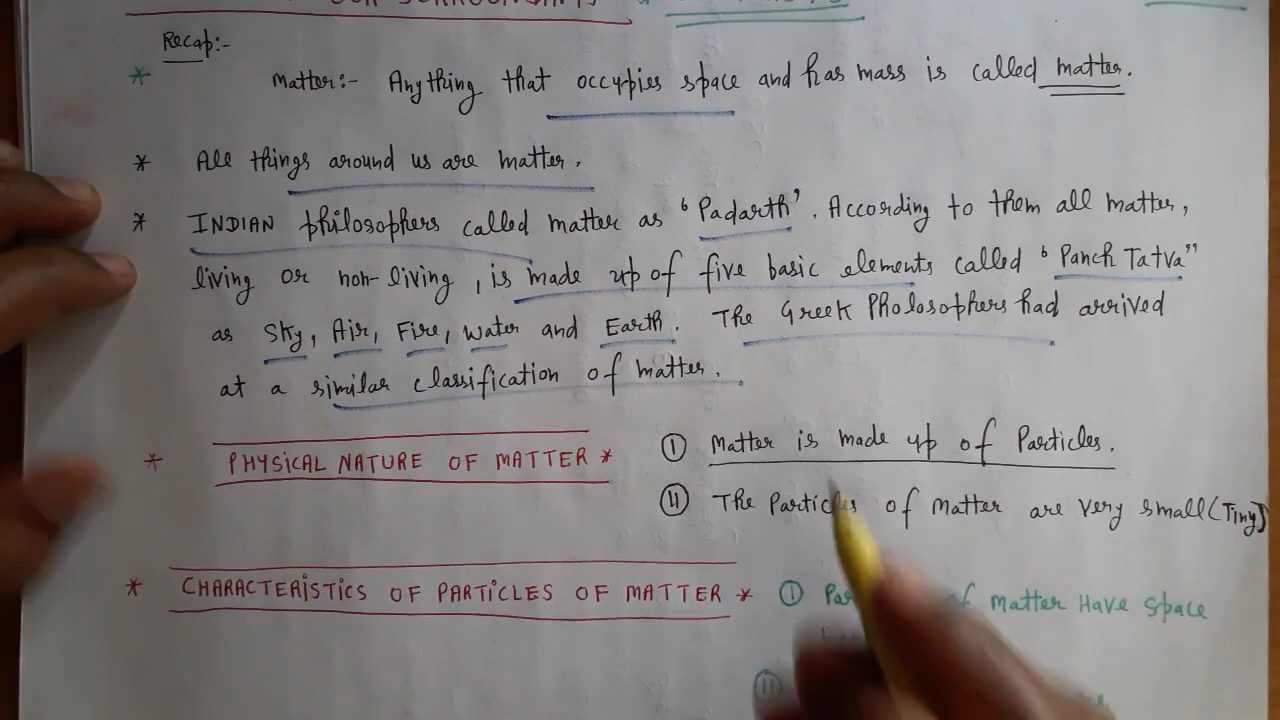 Recap:-
* Matter:- Anything that occupies space and has mass is called matter.
* All things around us are matter.
* INDIAN philosophers called matter as 'Padarth'. According to them all matter,
living or non-living, is made up of five basic elements called "Panch Tatva"
as Sky, Air, Fire, Water and Earth. The Greek Pholosophers had arrived
at a similar classification of matter.
* PHYSICAL NATURE OF MATTER *
I Matter is made up of Particles.
II The Particles of matter are very small (Tiny)
* CHARACTERISTICS OF PARTICLES OF MATTER *
I of matter Have space
II